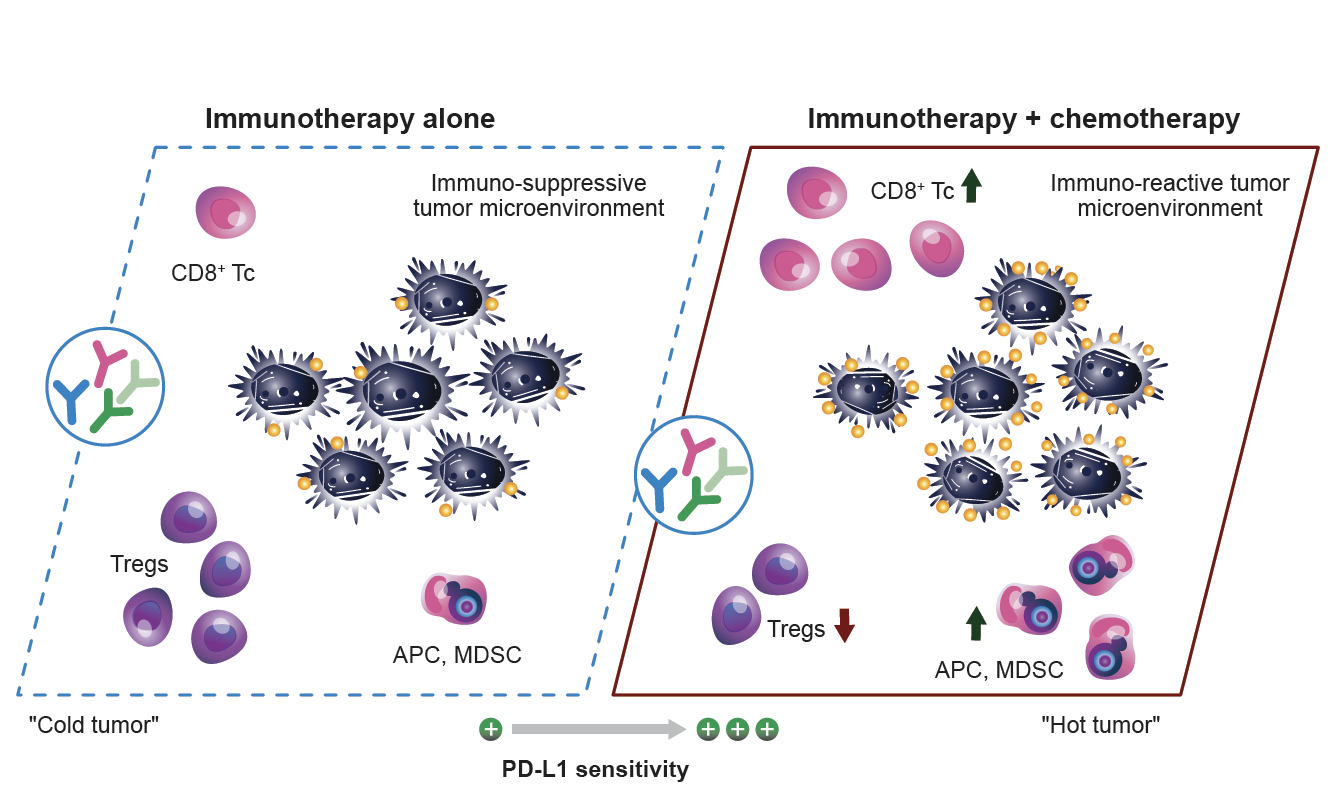 Immunotherapy alone
Immuno-suppressive
tumor microenvironment
CD8⁺ Tc
Tregs
APC, MDSC
"Cold tumor"
Immunotherapy + chemotherapy
CD8⁺ Tc
Immuno-reactive tumor
microenvironment
Tregs
APC, MDSC
"Hot tumor"
PD-L1 sensitivity